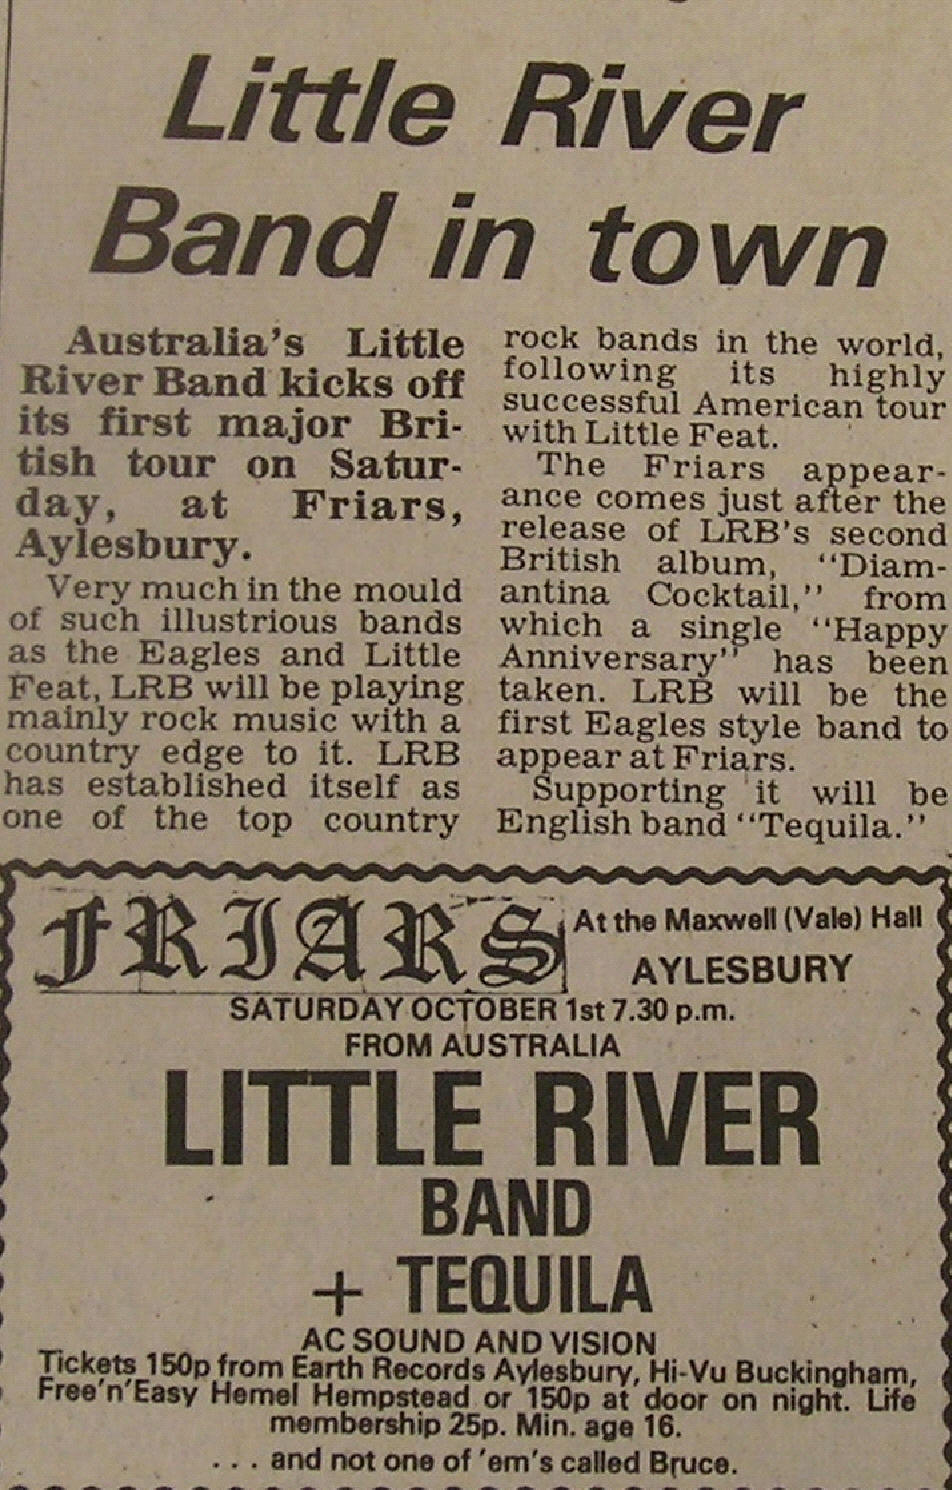 Little River
Band in town
Australia's Little
River Band kicks off
its first major Bri-
tish tour on Satur-
day, at Friars,
Aylesbury.
Very much in the mould
of such illustrious bands
as the Eagles and Little
Feat, LRB will be playing
mainly rock music with a
country edge to it. LRB
has established itself as
one of the top country
rock bands in the world,
following its highly
successful American tour
with Little Feat.
The Friars appear-
ance comes just after the
release of LRB's second
British album, "Diam-
antina Cocktail," from
which a single "Happy
Anniversary" has been
taken. LRB will be the
first Eagles style band to
appear at Friars.
Supporting it will be
English band "Tequila."
FRIARS
At the Maxwell (Vale) Hall
AYLESBURY
SATURDAY OCTOBER 1st 7.30 p.m.
FROM AUSTRALIA
LITTLE RIVER
BAND
+ TEQUILA
AC SOUND AND VISION
Tickets 150p from Earth Records Aylesbury, Hi-Vu Buckingham,
Free'n'Easy Hemel Hempstead or 150p at door on night. Life
membership 25p. Min. age 16.
. . . and not one of 'em's called Bruce.